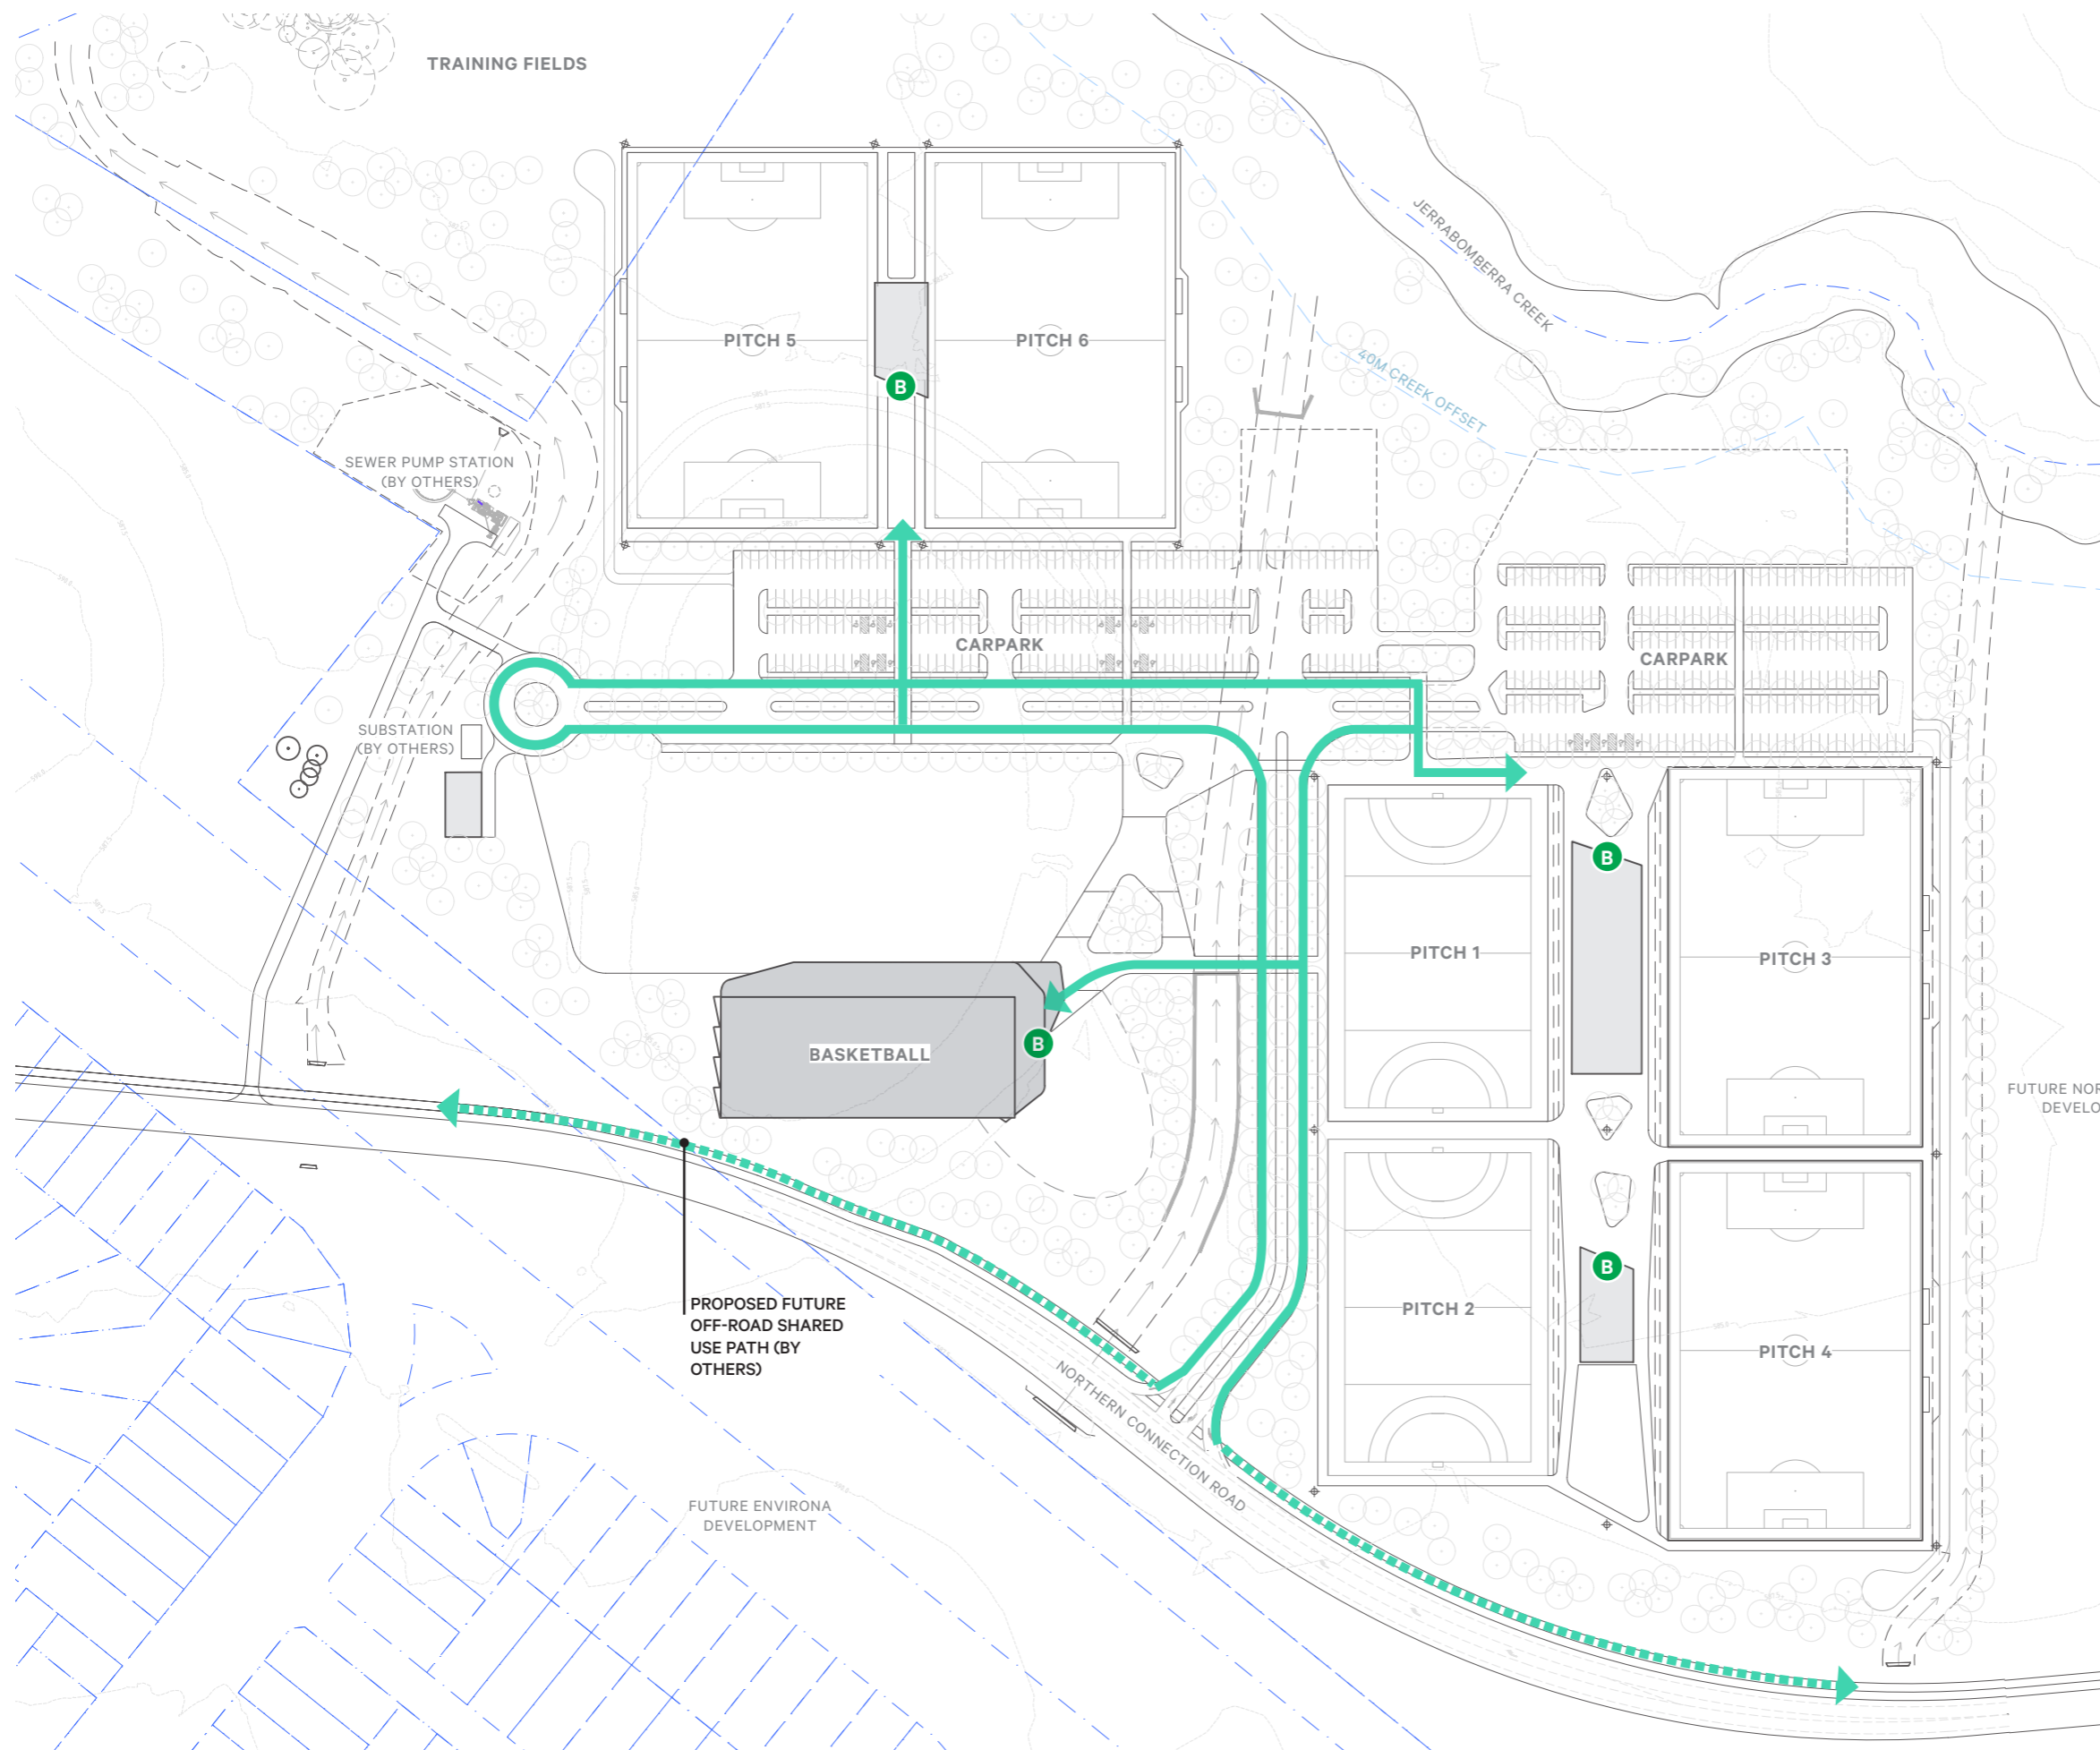 TRAINING FIELDS
JERRABOMBERRA CREEK
PITCH 5
PITCH 6
40M CREEK OFFSET
B
SEWER PUMP STATION
(BY OTHERS)
CARPARK
CARPARK
SUBSTATION
(BY OTHERS)
B
PITCH 1
PITCH 3
B
BASKETBALL
FUTURE NOR
DEVELO
B
PROPOSED FUTURE
OFF-ROAD SHARED
USE PATH (BY
OTHERS)
PITCH 2
PITCH 4
NORTHERN CONNECTION ROAD
FUTURE ENVIRONA
DEVELOPMENT